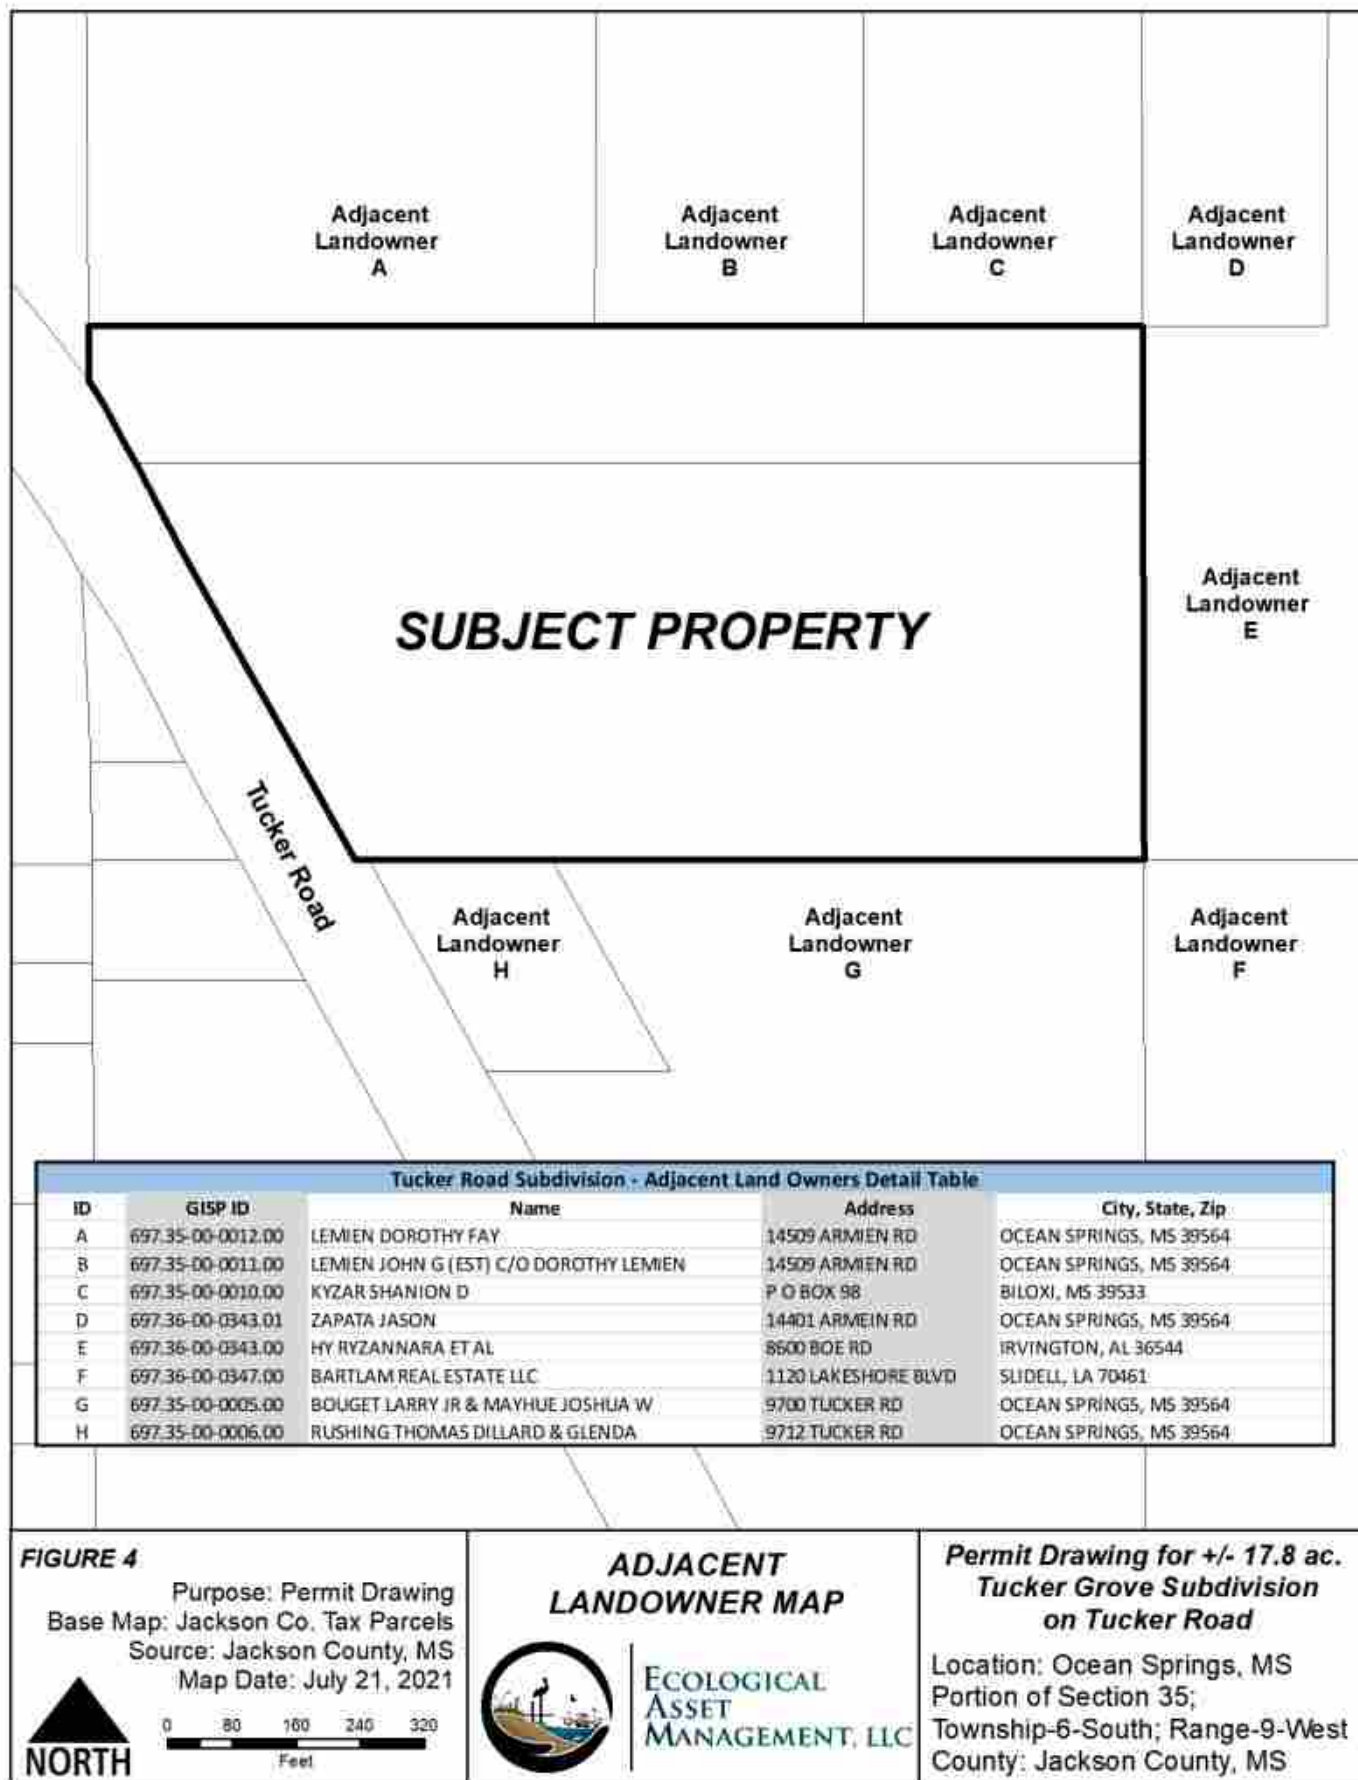 Adjacent
Landowner
A
Adjacent
Landowner
B
Adjacent
Landowner
C
Adjacent
Landowner
D
SUBJECT PROPERTY
Adjacent
Landowner
E
Tucker Road
Adjacent
Landowner
H
Adjacent
Landowner
G
Adjacent
Landowner
F
Tucker Road Subdivision - Adjacent Land Owners Detail Table
ID GISP ID Name Address City, State, Zip
A 697.35-00-0012.00 LEMIEN DOROTHY FAY 14509 ARMIEN RD OCEAN SPRINGS, MS 39564
B 697.35-00-0011.00 LEMIEN JOHN G (EST) C/O DOROTHY LEMIEN 14509 ARMIEN RD OCEAN SPRINGS, MS 39564
C 697.35-00-0010.00 KYZAR SHANION D P O BOX 98 BILOXI, MS 39533
D 697.36-00-0343.01 ZAPATA JASON 14401 ARMEIN RD OCEAN SPRINGS, MS 39564
E 697.36-00-0343.00 HY RYZANNARA ET AL 8600 BOE RD IRVINGTON, AL 36544
F 697.36-00-0347.00 BARTLAM REAL ESTATE LLC 1120 LAKESHORE BLVD SLIDELL, LA 70461
G 697.35-00-0005.00 BOUGET LARRY JR & MAYHUE JOSHUA W 9700 TUCKER RD OCEAN SPRINGS, MS 39564
H 697.35-00-0006.00 RUSHING THOMAS DILLARD & GLENDA 9712 TUCKER RD OCEAN SPRINGS, MS 39564
FIGURE 4
Purpose: Permit Drawing
Base Map: Jackson Co. Tax Parcels
Source: Jackson County, MS
Map Date: July 21, 2021
0 80 160 240 320
Feet
NORTH
ADJACENT
LANDOWNER MAP
ECOLOGICAL
ASSET
MANAGEMENT, LLC
Permit Drawing for +/- 17.8 ac.
Tucker Grove Subdivision
on Tucker Road
Location: Ocean Springs, MS
Portion of Section 35;
Township-6-South; Range-9-West
County: Jackson County, MS